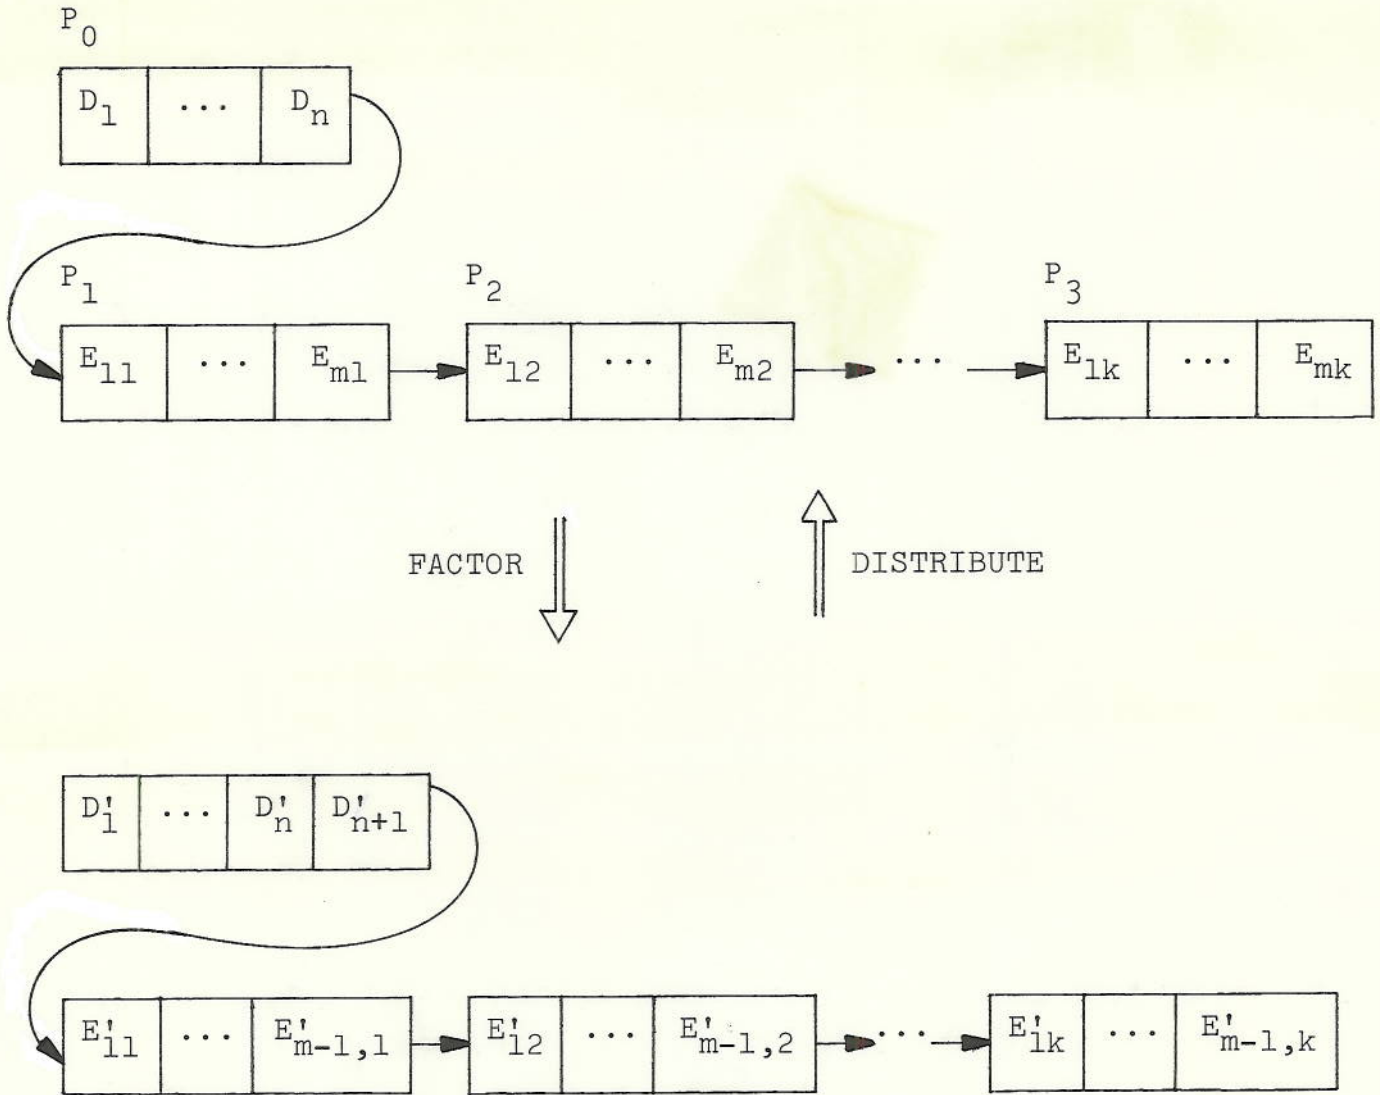 P₀
D₁ ... Dₙ
P₁ P₂ P₃
E₁₁ ... Eₘ₁ E₁₂ ... Eₘ₂ ... E₁ₖ ... Eₘₖ
FACTOR DISTRIBUTE
D'₁ ... D'ₙ D'ₙ₊₁
E'₁₁ ... E'ₘ₋₁,₁ E'₁₂ ... E'ₘ₋₁,₂ ... E'₁ₖ ... E'ₘ₋₁,ₖ